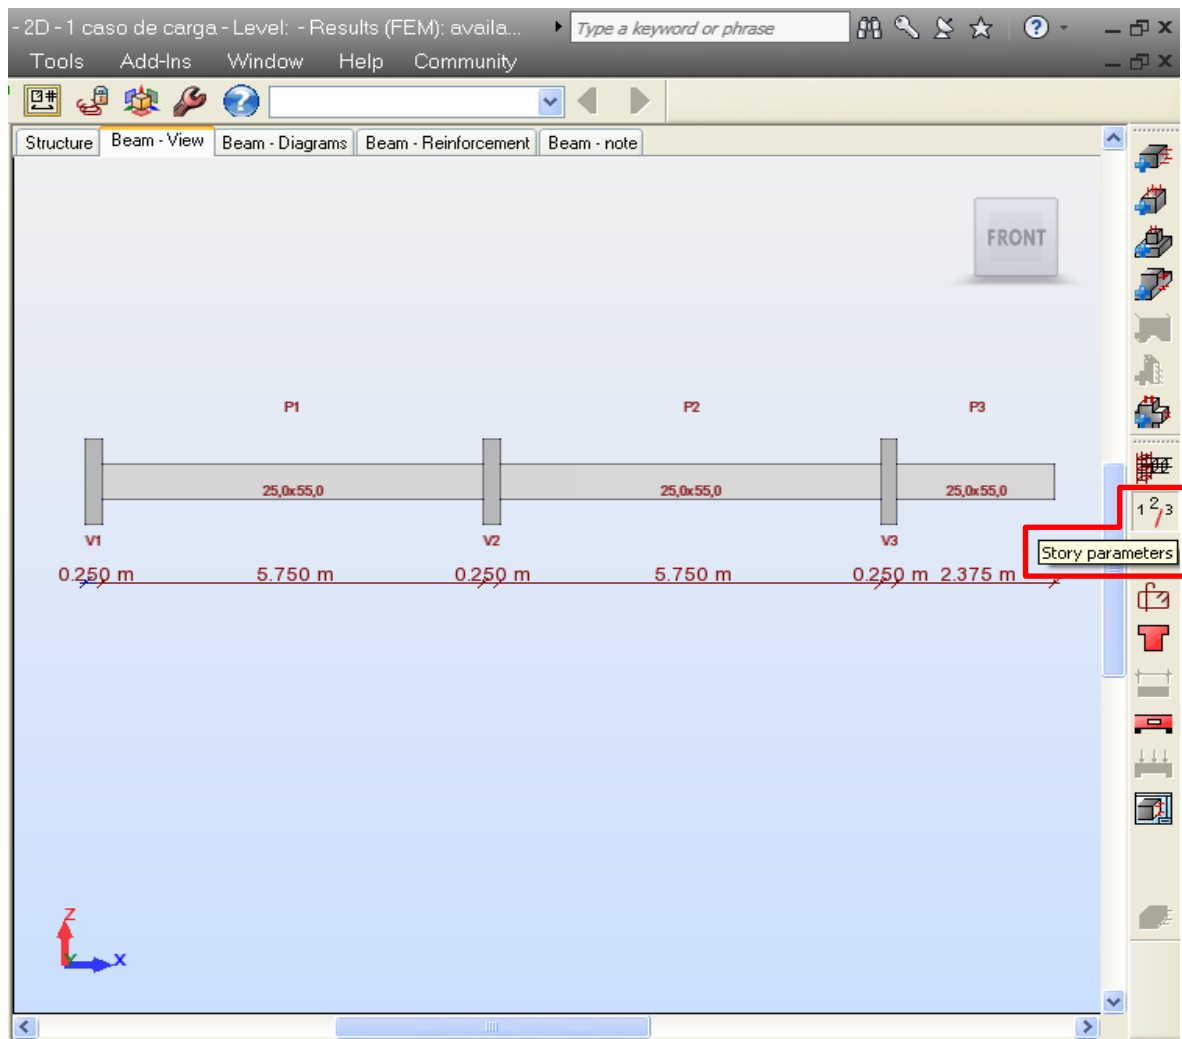 - 2D - 1 caso de carga - Level:  - Results (FEM): availa...
Type a keyword or phrase
Tools Add-Ins Window Help Community
Structure Beam - View Beam - Diagrams Beam - Reinforcement Beam - note
FRONT
P1 P2 P3
25,0x55,0 25,0x55,0 25,0x55,0
1 2/3
V1 V2 V3
Story parameters
0.250 m 5.750 m 0.250 m 5.750 m 0.250 m 2.375 m
Z
Y X